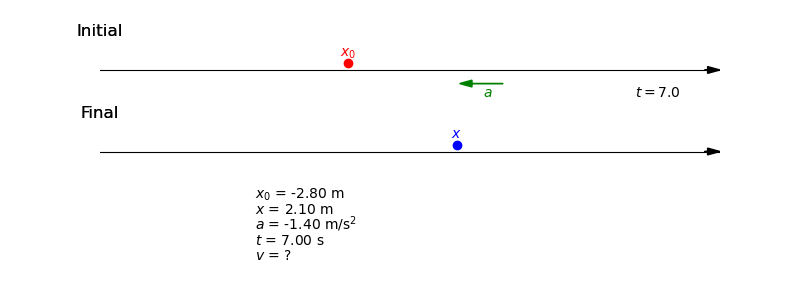 Initial
x₀
a
t = 7.0
Final
x
x₀ = -2.80 m
x = 2.10 m
a = -1.40 m/s²
t = 7.00 s
v = ?